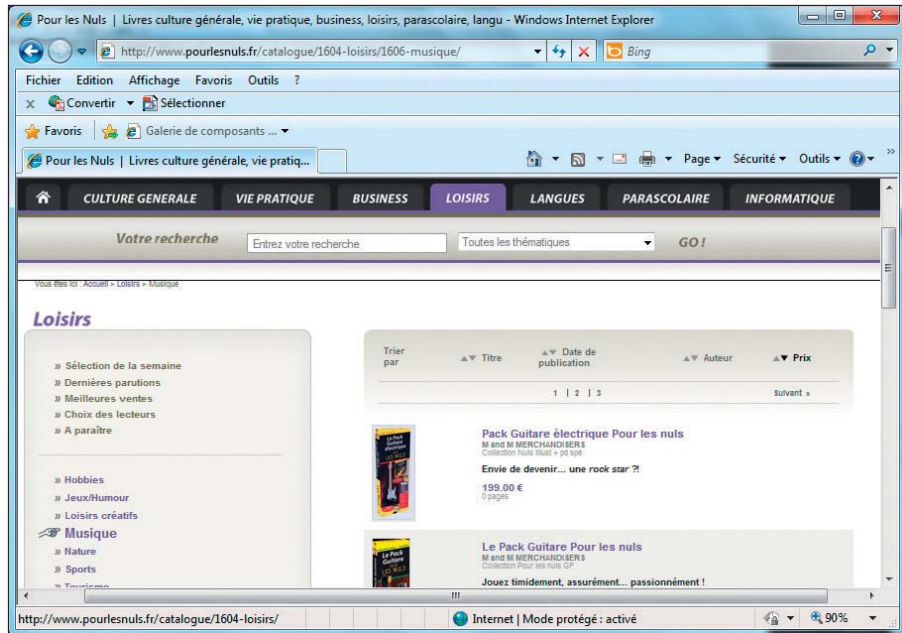 Pour les Nuls | Livres culture générale, vie pratique, business, loisirs, parascolaire, langu - Windows Internet Explorer
http://www.pourlesnuls.fr/catalogue/1604-loisirs/1606-musique/ Bing
Fichier Edition Affichage Favoris Outils ?
x Convertir Sélectionner
Favoris Galerie de composants ...
Pour les Nuls | Livres culture générale, vie pratiq... Page Sécurité Outils
CULTURE GENERALE VIE PRATIQUE BUSINESS LOISIRS LANGUES PARASCOLAIRE INFORMATIQUE
Votre recherche Entrez votre recherche Toutes les thématiques GO !
Vous êtes ici : Accueil > Loisirs > Musique
Loisirs
» Sélection de la semaine
» Dernières parutions
» Meilleures ventes
» Choix des lecteurs
» A paraître
» Hobbies
» Jeux/Humour
» Loisirs créatifs
Musique
» Nature
» Sports
» Tourisme
Trier par Titre Date de publication Auteur Prix
1 | 2 | 3 Suivant »
Pack Guitare électrique Pour les nuls
M and M MERCHANDISERS
Collection Nuls Illust + pd spé
Envie de devenir... une rock star ?!
199.00 €
0 pages
Le Pack Guitare Pour les nuls
M and M MERCHANDISERS
Collection Pour les nuls GF
Jouez timidement, assurément... passionnément !
http://www.pourlesnuls.fr/catalogue/1604-loisirs/ Internet | Mode protégé : activé 90%